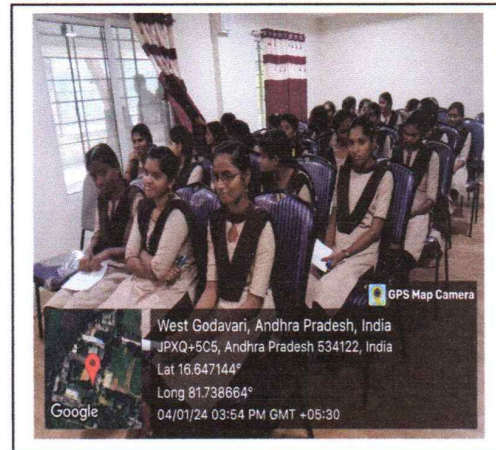 GPS Map Camera
West Godavari, Andhra Pradesh, India
JPXQ+5C5, Andhra Pradesh 534122, India
Lat 16.647144°
Long 81.738664°
04/01/24 03:54 PM GMT +05:30
Google